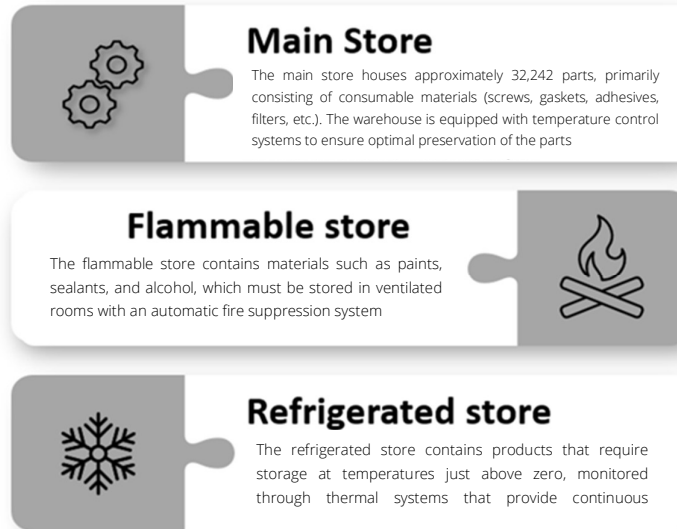 Main Store
The main store houses approximately 32,242 parts, primarily
consisting of consumable materials (screws, gaskets, adhesives,
filters, etc.). The warehouse is equipped with temperature control
systems to ensure optimal preservation of the parts
Flammable store
The flammable store contains materials such as paints,
sealants, and alcohol, which must be stored in ventilated
rooms with an automatic fire suppression system
Refrigerated store
The refrigerated store contains products that require
storage at temperatures just above zero, monitored
through thermal systems that provide continuous